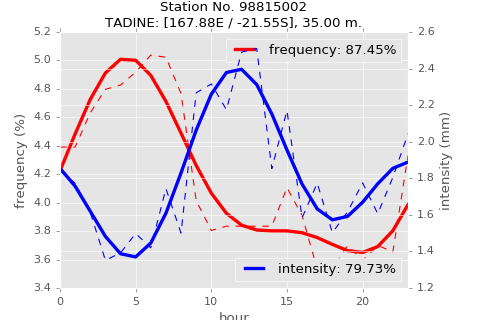 Station No. 98815002
TADINE: [167.88E / -21.55S], 35.00 m.
5.2
5.0
4.8
4.6
4.4
4.2
4.0
3.8
3.6
3.4
frequency (%)
2.6
2.4
2.2
2.0
1.8
1.6
1.4
1.2
intensity (mm)
frequency: 87.45%
intensity: 79.73%
0 5 10 15 20
hour